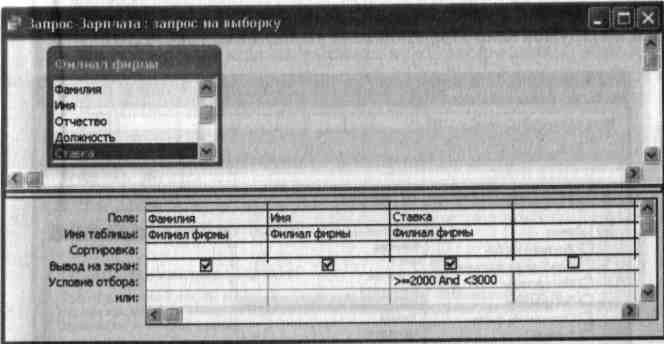 Запрос-Зарплата : запрос на выборку
Филиал фирмы
Фамилия
Имя
Отчество
Должность
Ставка
Поле: Фамилия Имя Ставка
Имя таблицы: Филиал фирмы Филиал фирмы Филиал фирмы
Сортировка:
Вывод на экран:
Условие отбора: >=2000 And <3000
или: